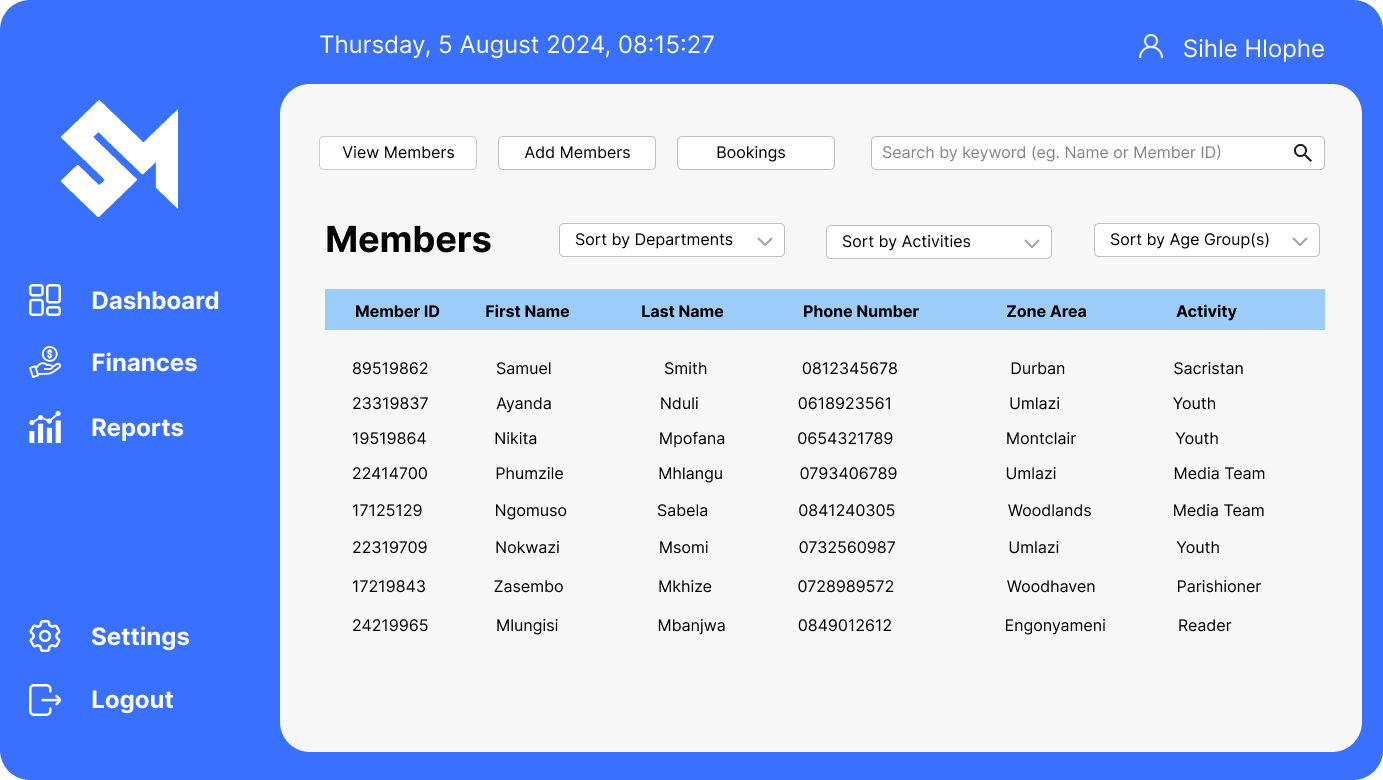 Thursday, 5 August 2024, 08:15:27
Sihle Hlophe
SM
View Members Add Members Bookings Search by keyword (eg. Name or Member ID)
Members Sort by Departments Sort by Activities Sort by Age Group(s)
Dashboard
Finances
Reports
Settings
Logout
Member ID First Name Last Name Phone Number Zone Area Activity
89519862 Samuel Smith 0812345678 Durban Sacristan
23319837 Ayanda Nduli 0618923561 Umlazi Youth
19519864 Nikita Mpofana 0654321789 Montclair Youth
22414700 Phumzile Mhlangu 0793406789 Umlazi Media Team
17125129 Ngomuso Sabela 0841240305 Woodlands Media Team
22319709 Nokwazi Msomi 0732560987 Umlazi Youth
17219843 Zasembo Mkhize 0728989572 Woodhaven Parishioner
24219965 Mlungisi Mbanjwa 0849012612 Engonyameni Reader